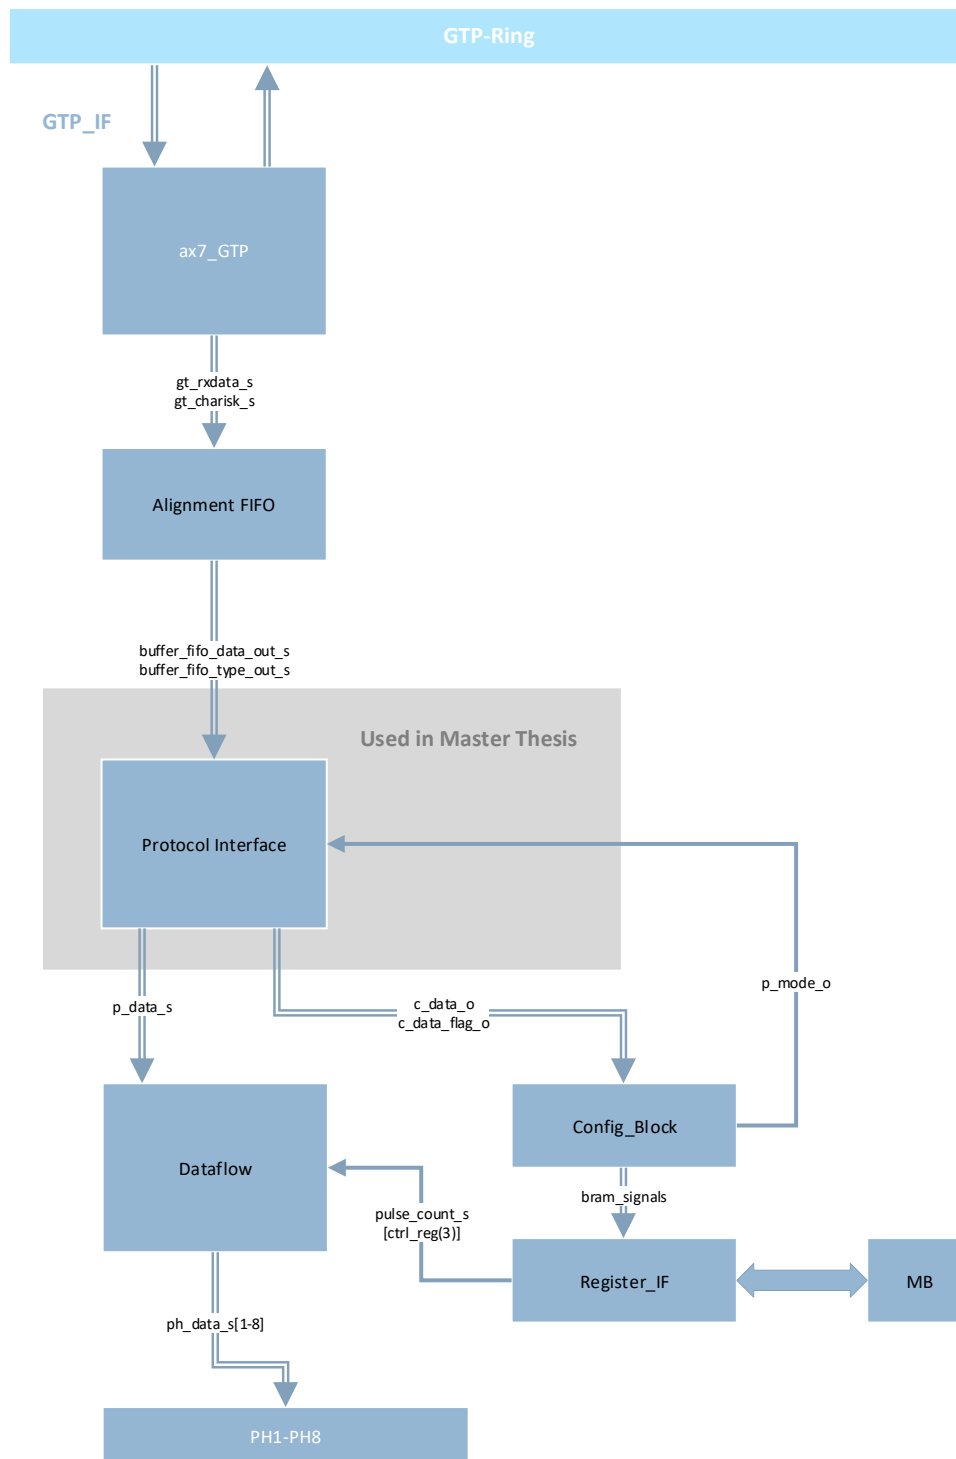 GTP-Ring
GTP_IF
ax7_GTP
gt_rxdata_s
gt_charisk_s
Alignment FIFO
buffer_fifo_data_out_s
buffer_fifo_type_out_s
Used in Master Thesis
Protocol Interface
p_data_s
c_data_o
c_data_flag_o
p_mode_o
Config_Block
Dataflow
bram_signals
pulse_count_s
[ctrl_reg(3)]
Register_IF
MB
ph_data_s[1-8]
PH1-PH8